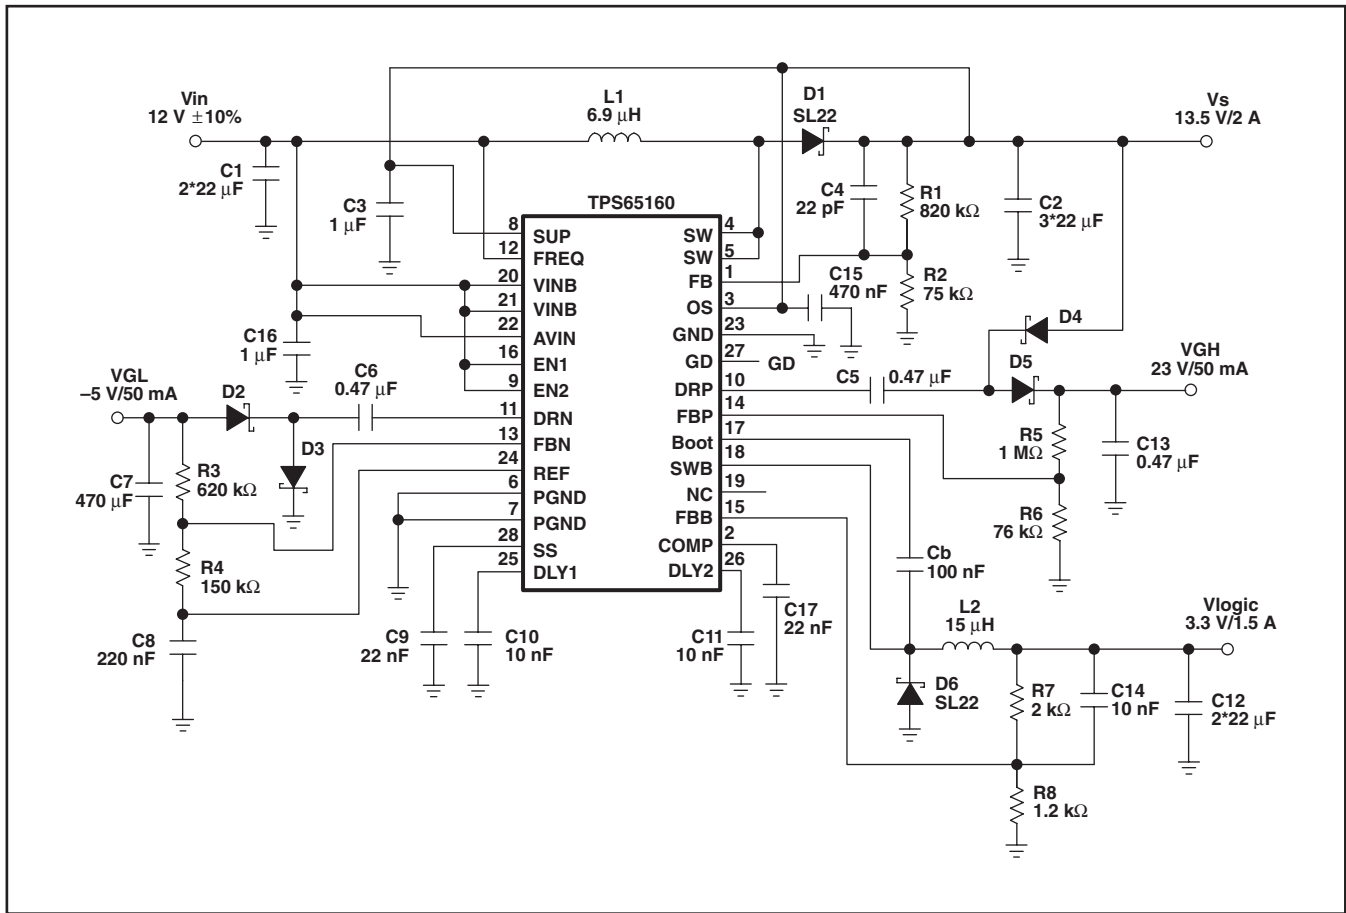 Vin
12 V ±10%
L1
6.9 μH
D1
SL22
Vs
13.5 V/2 A
C1
2*22 μF
C3
1 μF
TPS65160
C4
22 pF
R1
820 kΩ
C2
3*22 μF
8
SUP
12
FREQ
20
VINB
21
VINB
22
AVIN
16
EN1
9
EN2
11
DRN
13
FBN
24
REF
6
PGND
7
PGND
28
SS
25
DLY1
4
SW
5
SW
1
FB
3
OS
23
GND
27
GD
GD
10
DRP
14
FBP
17
Boot
18
SWB
19
NC
15
FBB
2
COMP
26
DLY2
C15
470 nF
R2
75 kΩ
D4
C16
1 μF
VGL
–5 V/50 mA
D2
C6
0.47 μF
C5
0.47 μF
D5
VGH
23 V/50 mA
D3
C7
470 μF
R3
620 kΩ
R5
1 MΩ
C13
0.47 μF
R6
76 kΩ
R4
150 kΩ
Cb
100 nF
C8
220 nF
C9
22 nF
C10
10 nF
C11
10 nF
C17
22 nF
L2
15 μH
Vlogic
3.3 V/1.5 A
D6
SL22
R7
2 kΩ
C14
10 nF
C12
2*22 μF
R8
1.2 kΩ